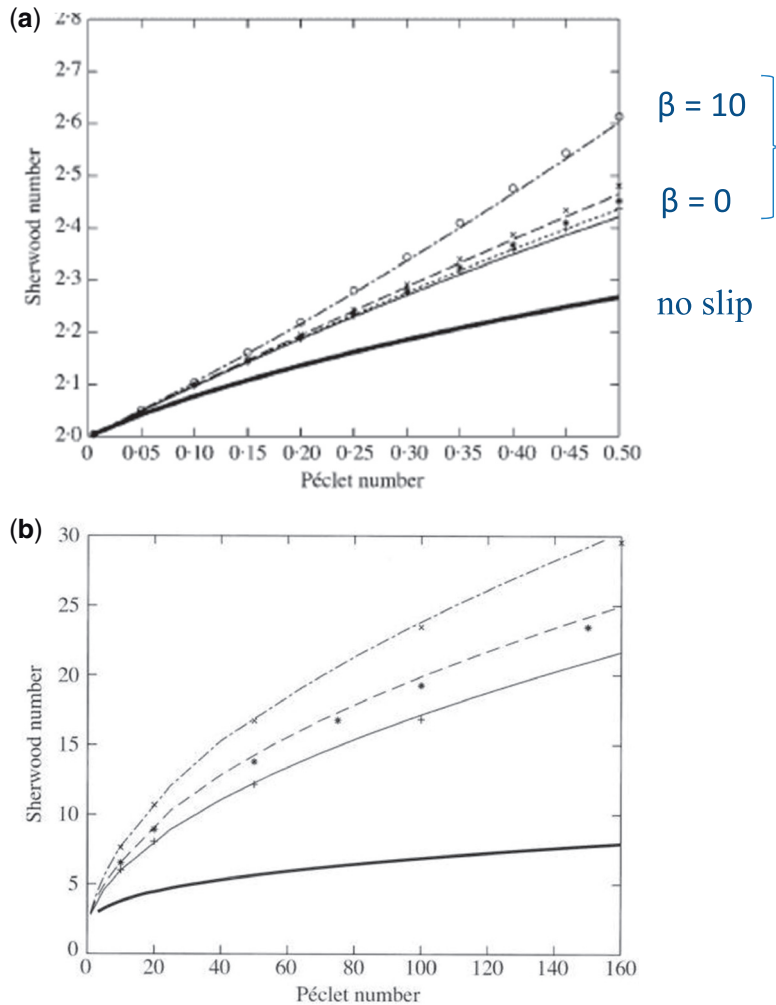 (a)
2·8
2·7
2·6
2·5
2·4
2·3
2·2
2·1
2·0
Sherwood number
0 0·05 0·10 0·15 0·20 0·25 0·30 0·35 0·40 0·45 0·50
Péclet number
β = 10
β = 0
no slip
(b)
30
25
20
15
10
5
0
Sherwood number
0 20 40 60 80 100 120 140 160
Péclet number